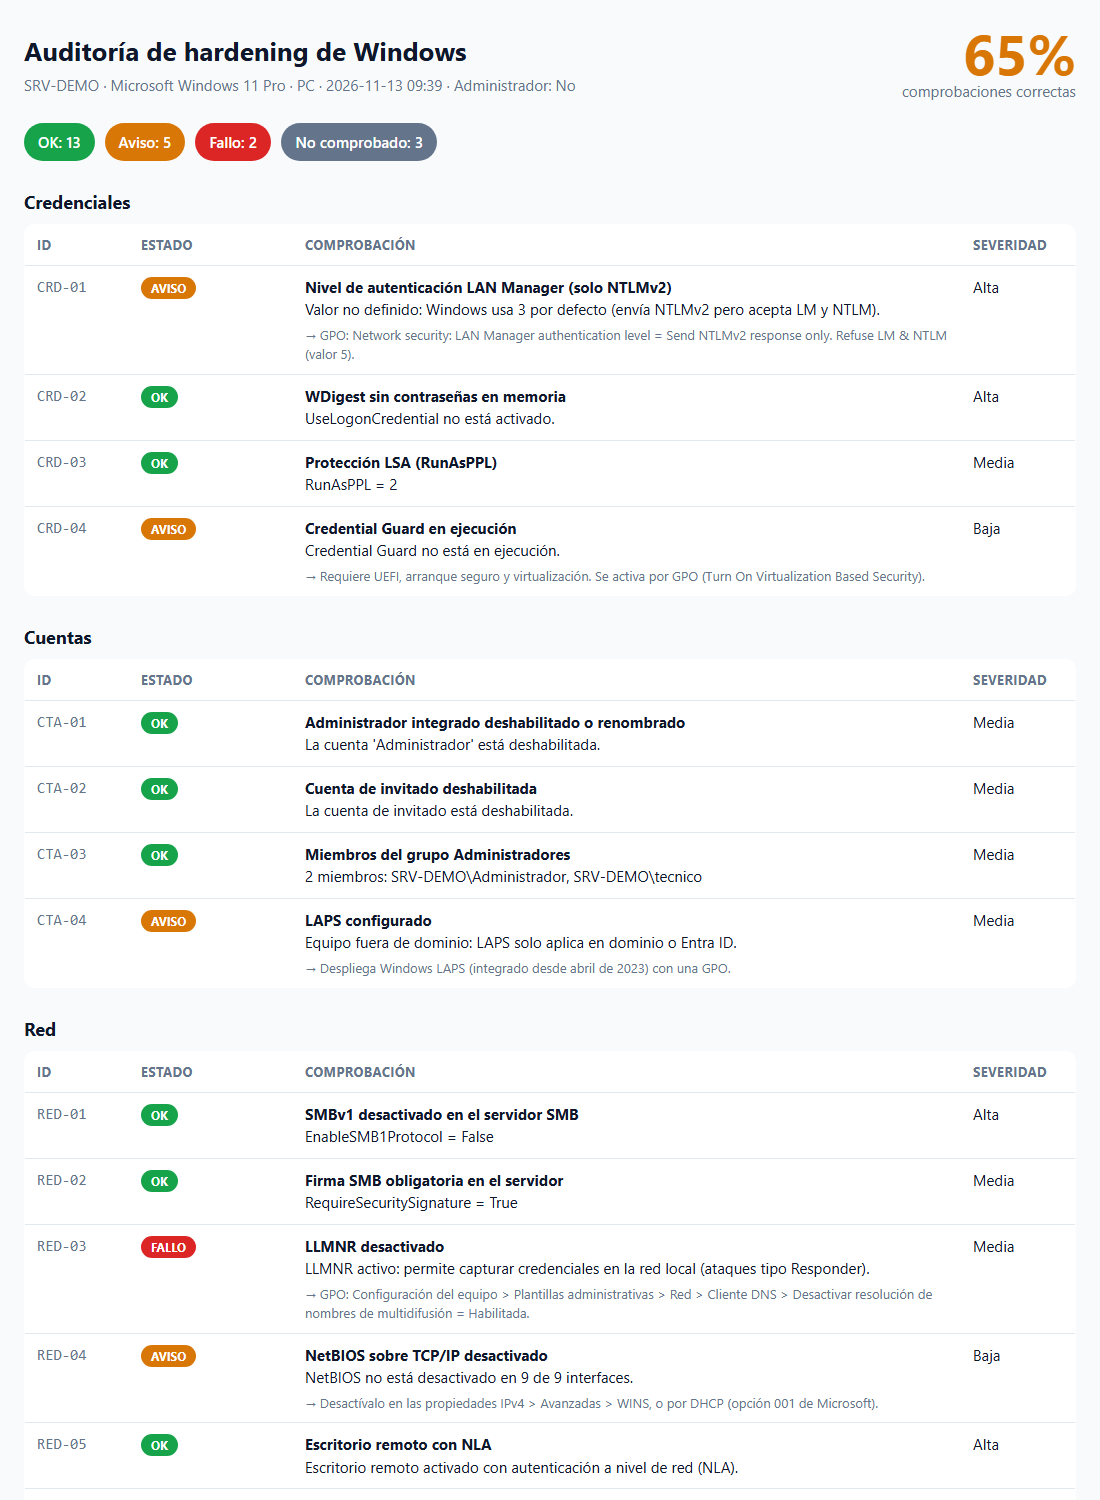 Auditoría de hardening de Windows
65%
SRV-DEMO · Microsoft Windows 11 Pro · PC · 2026-11-13 09:39 · Administrador: No
comprobaciones correctas
OK: 13
Aviso: 5
Fallo: 2
No comprobado: 3
Credenciales
ID ESTADO COMPROBACIÓN SEVERIDAD
CRD-01 AVISO Nivel de autenticación LAN Manager (solo NTLMv2) Alta
Valor no definido: Windows usa 3 por defecto (envía NTLMv2 pero acepta LM y NTLM).
→ GPO: Network security: LAN Manager authentication level = Send NTLMv2 response only. Refuse LM & NTLM
(valor 5).
CRD-02 OK WDigest sin contraseñas en memoria Alta
UseLogonCredential no está activado.
CRD-03 OK Protección LSA (RunAsPPL) Media
RunAsPPL = 2
CRD-04 AVISO Credential Guard en ejecución Baja
Credential Guard no está en ejecución.
→ Requiere UEFI, arranque seguro y virtualización. Se activa por GPO (Turn On Virtualization Based Security).
Cuentas
ID ESTADO COMPROBACIÓN SEVERIDAD
CTA-01 OK Administrador integrado deshabilitado o renombrado Media
La cuenta 'Administrador' está deshabilitada.
CTA-02 OK Cuenta de invitado deshabilitada Media
La cuenta de invitado está deshabilitada.
CTA-03 OK Miembros del grupo Administradores Media
2 miembros: SRV-DEMO\Administrador, SRV-DEMO\tecnico
CTA-04 AVISO LAPS configurado Media
Equipo fuera de dominio: LAPS solo aplica en dominio o Entra ID.
→ Despliega Windows LAPS (integrado desde abril de 2023) con una GPO.
Red
ID ESTADO COMPROBACIÓN SEVERIDAD
RED-01 OK SMBv1 desactivado en el servidor SMB Alta
EnableSMB1Protocol = False
RED-02 OK Firma SMB obligatoria en el servidor Media
RequireSecuritySignature = True
RED-03 FALLO LLMNR desactivado Media
LLMNR activo: permite capturar credenciales en la red local (ataques tipo Responder).
→ GPO: Configuración del equipo > Plantillas administrativas > Red > Cliente DNS > Desactivar resolución de
nombres de multidifusión = Habilitada.
RED-04 AVISO NetBIOS sobre TCP/IP desactivado Baja
NetBIOS no está desactivado en 9 de 9 interfaces.
→ Desactívalo en las propiedades IPv4 > Avanzadas > WINS, o por DHCP (opción 001 de Microsoft).
RED-05 OK Escritorio remoto con NLA Alta
Escritorio remoto activado con autenticación a nivel de red (NLA).